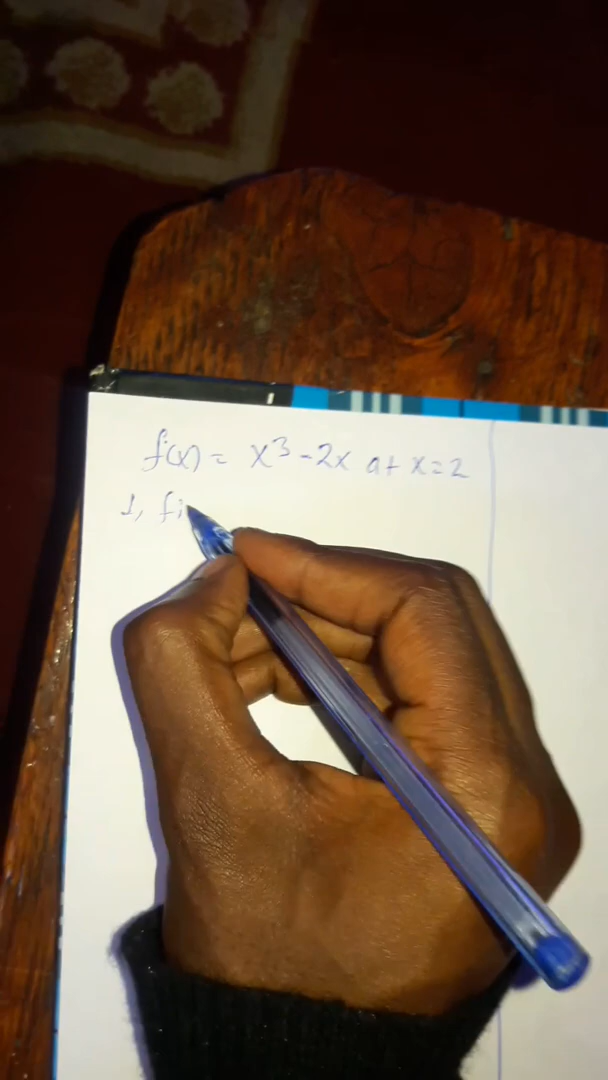 f(x) = x³ - 2x at x = 2
1, fi